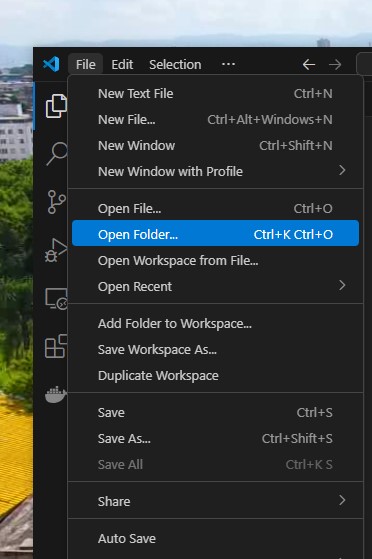 File Edit Selection ...
New Text File Ctrl+N
New File... Ctrl+Alt+Windows+N
New Window Ctrl+Shift+N
New Window with Profile
Open File... Ctrl+O
Open Folder... Ctrl+K Ctrl+O
Open Workspace from File...
Open Recent
Add Folder to Workspace...
Save Workspace As...
Duplicate Workspace
Save Ctrl+S
Save As... Ctrl+Shift+S
Save All Ctrl+K S
Share
Auto Save